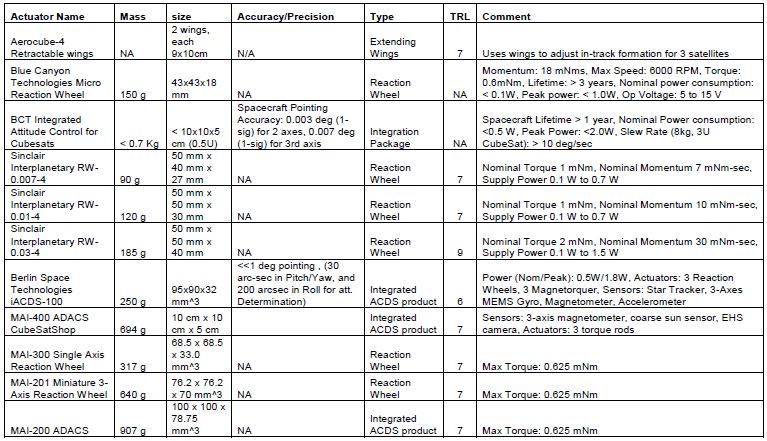 Actuator Name Mass size Accuracy/Precision Type TRL Comment
Aerocube-4 Retractable wings NA 2 wings, each 9x10cm N/A Extending Wings 7 Uses wings to adjust in-track formation for 3 satellites
Blue Canyon Technologies Micro Reaction Wheel 150 g 43x43x18 mm NA Reaction Wheel NA Momentum: 18 mNms, Max Speed: 6000 RPM, Torque: 0.6mNm, Lifetime: > 3 years, Nominal power consumption: < 0.1W, Peak power: < 1.0W, Op Voltage: 5 to 15 V
BCT Integrated Attitude Control for Cubesats < 0.7 Kg < 10x10x5 cm (0.5U) Spacecraft Pointing Accuracy: 0.003 deg (1-sig) for 2 axes, 0.007 deg (1-sig) for 3rd axis Integration Package NA Spacecraft Lifetime > 1 year, Nominal Power consumption: <0.5 W, Peak Power: <2.0W, Slew Rate (8kg, 3U CubeSat): > 10 deg/sec
Sinclair Interplanetary RW-0.007-4 90 g 50 mm x 40 mm x 27 mm NA Reaction Wheel 7 Nominal Torque 1 mNm, Nominal Momentum 7 mNm-sec, Supply Power 0.1 W to 0.7 W
Sinclair Interplanetary RW-0.01-4 120 g 50 mm x 50 mm x 30 mm NA Reaction Wheel 7 Nominal Torque 1 mNm, Nominal Momentum 10 mNm-sec, Supply Power 0.1 W to 0.7 W
Sinclair Interplanetary RW-0.03-4 185 g 50 mm x 50 mm x 40 mm NA Reaction Wheel 9 Nominal Torque 2 mNm, Nominal Momentum 30 mNm-sec, Supply Power 0.1 W to 1.5 W
Berlin Space Technologies iACDS-100 250 g 95x90x32 mm^3 <<1 deg pointing , (30 arc-sec in Pitch/Yaw, and 200 arcsec in Roll for att. Determination) Integrated ACDS product 6 Power (Nom/Peak): 0.5W/1.8W, Actuators: 3 Reaction Wheels, 3 Magnetorquer, Sensors: Star Tracker, 3-Axes MEMS Gyro, Magnetometer, Accelerometer
MAI-400 ADACS CubeSatShop 694 g 10 cm x 10 cm x 5 cm Integrated ACDS product 7 Sensors: 3-axis magnetometer, coarse sun sensor, EHS camera, Actuators: 3 torque rods
MAI-300 Single Axis Reaction Wheel 317 g 68.5 x 68.5 x 33.0 mm^3 NA Reaction Wheel 7 Max Torque: 0.625 mNm
MAI-201 Miniature 3-Axis Reaction Wheel 640 g 76.2 x 76.2 x 70 mm^3 NA Reaction Wheel 7 Max Torque: 0.625 mNm
MAI-200 ADACS 907 g 100 x 100 x 78.75 mm^3 NA Integrated ACDS product 7 Max Torque: 0.625 mNm